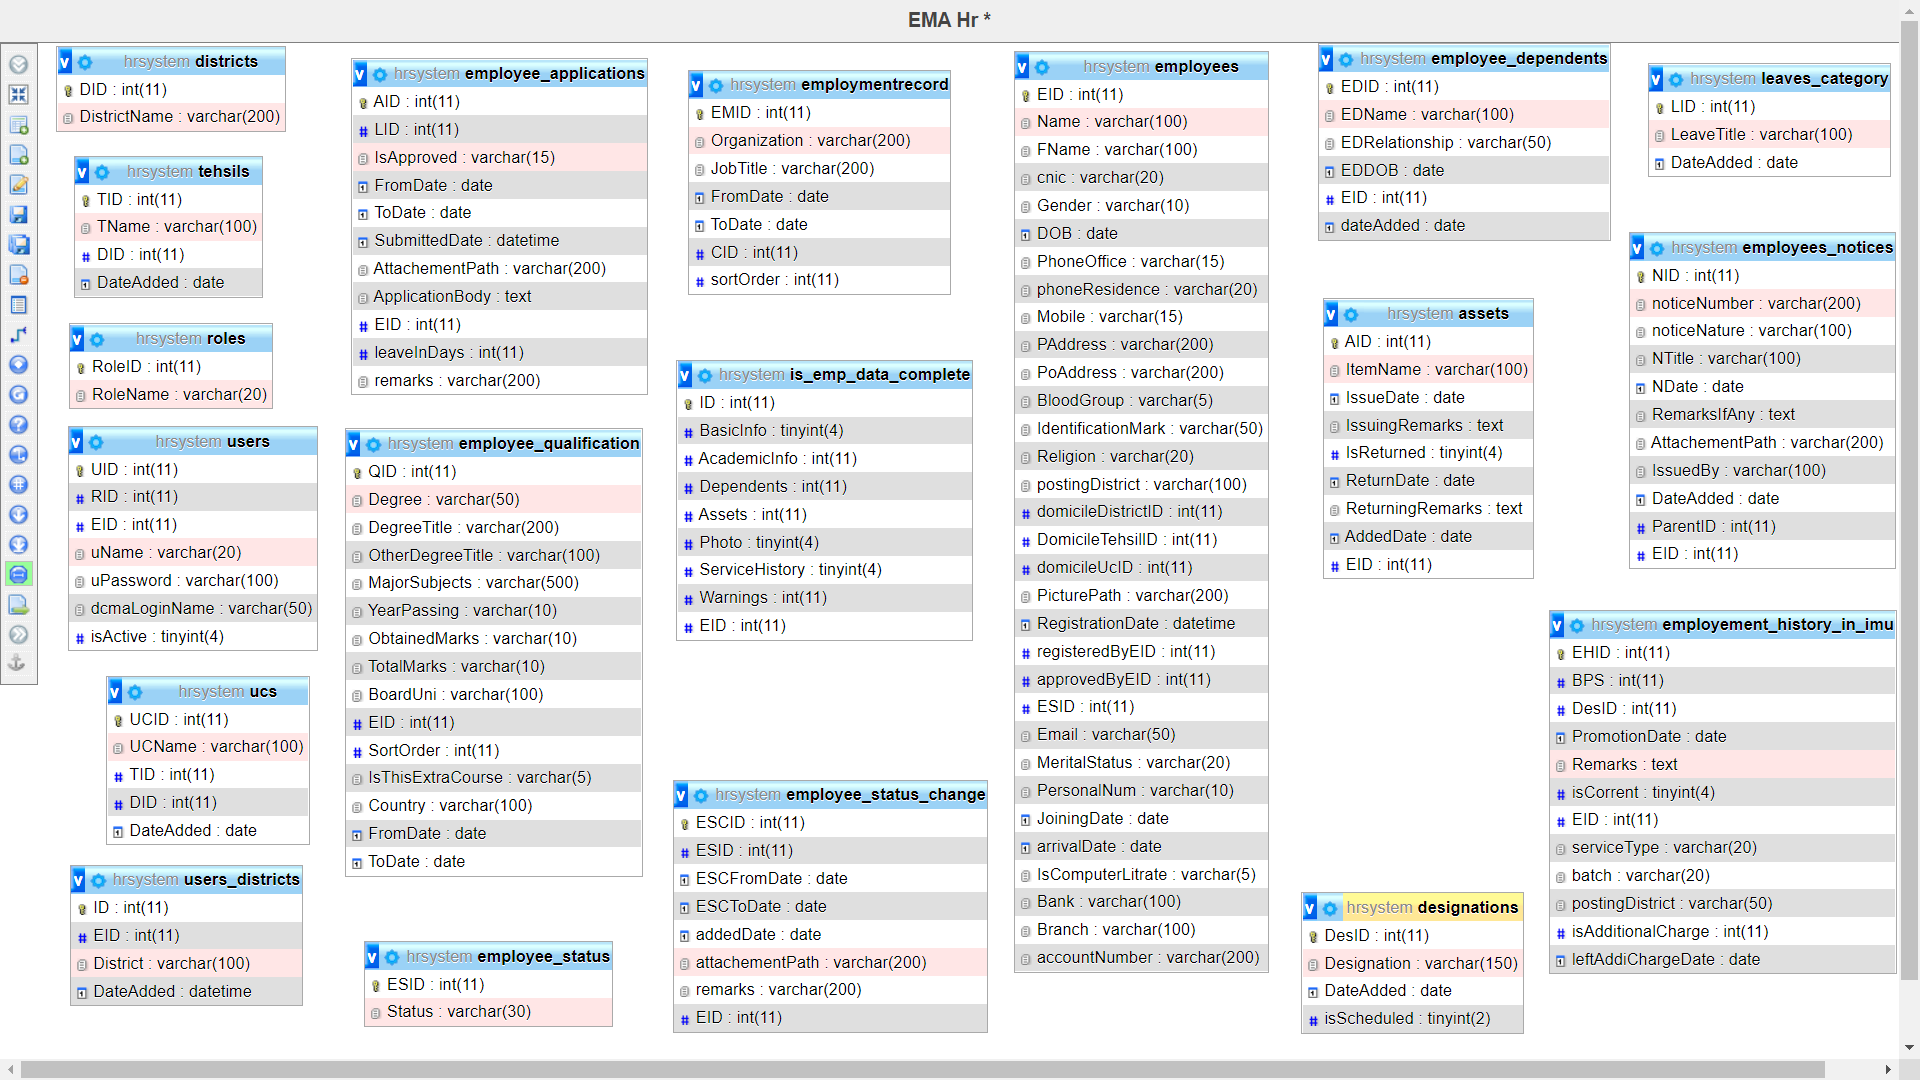 EMA Hr *
hrsystem districts
DID : int(11)
DistrictName : varchar(200)
hrsystem tehsils
TID : int(11)
TName : varchar(100)
DID : int(11)
DateAdded : date
hrsystem roles
RoleID : int(11)
RoleName : varchar(20)
hrsystem users
UID : int(11)
RID : int(11)
EID : int(11)
uName : varchar(20)
uPassword : varchar(100)
dcmaLoginName : varchar(50)
isActive : tinyint(4)
hrsystem ucs
UCID : int(11)
UCName : varchar(100)
TID : int(11)
DID : int(11)
DateAdded : date
hrsystem users_districts
ID : int(11)
EID : int(11)
District : varchar(100)
DateAdded : datetime
hrsystem employee_applications
AID : int(11)
LID : int(11)
IsApproved : varchar(15)
FromDate : date
ToDate : date
SubmittedDate : datetime
AttachementPath : varchar(200)
ApplicationBody : text
EID : int(11)
leaveInDays : int(11)
remarks : varchar(200)
hrsystem employee_qualification
QID : int(11)
Degree : varchar(50)
DegreeTitle : varchar(200)
OtherDegreeTitle : varchar(100)
MajorSubjects : varchar(500)
YearPassing : varchar(10)
ObtainedMarks : varchar(10)
TotalMarks : varchar(10)
BoardUni : varchar(100)
EID : int(11)
SortOrder : int(11)
IsThisExtraCourse : varchar(5)
Country : varchar(100)
FromDate : date
ToDate : date
hrsystem employee_status
ESID : int(11)
Status : varchar(30)
hrsystem employmentrecord
EMID : int(11)
Organization : varchar(200)
JobTitle : varchar(200)
FromDate : date
ToDate : date
CID : int(11)
sortOrder : int(11)
hrsystem is_emp_data_complete
ID : int(11)
BasicInfo : tinyint(4)
AcademicInfo : int(11)
Dependents : int(11)
Assets : int(11)
Photo : tinyint(4)
ServiceHistory : tinyint(4)
Warnings : int(11)
EID : int(11)
hrsystem employee_status_change
ESCID : int(11)
ESID : int(11)
ESCFromDate : date
ESCToDate : date
addedDate : date
attachementPath : varchar(200)
remarks : varchar(200)
EID : int(11)
hrsystem employees
EID : int(11)
Name : varchar(100)
FName : varchar(100)
cnic : varchar(20)
Gender : varchar(10)
DOB : date
PhoneOffice : varchar(15)
phoneResidence : varchar(20)
Mobile : varchar(15)
PAddress : varchar(200)
PoAddress : varchar(200)
BloodGroup : varchar(5)
IdentificationMark : varchar(50)
Religion : varchar(20)
postingDistrict : varchar(100)
domicileDistrictID : int(11)
DomicileTehsilID : int(11)
domicileUcID : int(11)
PicturePath : varchar(200)
RegistrationDate : datetime
registeredByEID : int(11)
approvedByEID : int(11)
ESID : int(11)
Email : varchar(50)
MeritalStatus : varchar(20)
PersonalNum : varchar(10)
JoiningDate : date
arrivalDate : date
IsComputerLitrate : varchar(5)
Bank : varchar(100)
Branch : varchar(100)
accountNumber : varchar(200)
hrsystem employee_dependents
EDID : int(11)
EDName : varchar(100)
EDRelationship : varchar(50)
EDDOB : date
EID : int(11)
dateAdded : date
hrsystem assets
AID : int(11)
ItemName : varchar(100)
IssueDate : date
IssuingRemarks : text
IsReturned : tinyint(4)
ReturnDate : date
ReturningRemarks : text
AddedDate : date
EID : int(11)
hrsystem designations
DesID : int(11)
Designation : varchar(150)
DateAdded : date
isScheduled : tinyint(2)
hrsystem leaves_category
LID : int(11)
LeaveTitle : varchar(100)
DateAdded : date
hrsystem employees_notices
NID : int(11)
noticeNumber : varchar(200)
noticeNature : varchar(100)
NTitle : varchar(100)
NDate : date
RemarksIfAny : text
AttachementPath : varchar(200)
IssuedBy : varchar(100)
DateAdded : date
ParentID : int(11)
EID : int(11)
hrsystem employement_history_in_imu
EHID : int(11)
BPS : int(11)
DesID : int(11)
PromotionDate : date
Remarks : text
isCorrent : tinyint(4)
EID : int(11)
serviceType : varchar(20)
batch : varchar(20)
postingDistrict : varchar(50)
isAdditionalCharge : int(11)
leftAddiChargeDate : date